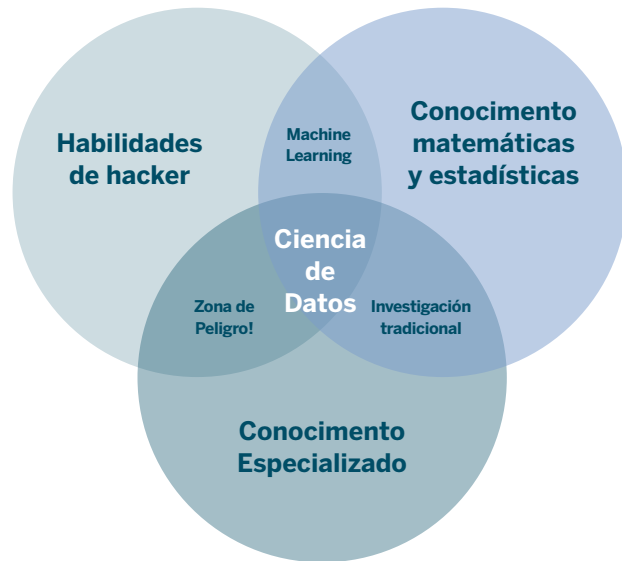 Habilidades
de hacker
Machine
Learning
Conocimento
matemáticas
y estadísticas
Ciencia
de
Datos
Zona de
Peligro!
Investigación
tradicional
Conocimento
Especializado